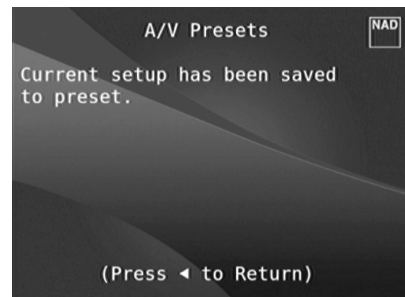 A/V Presets
NAD
Current setup has been saved
to preset.
(Press ◄ to Return)